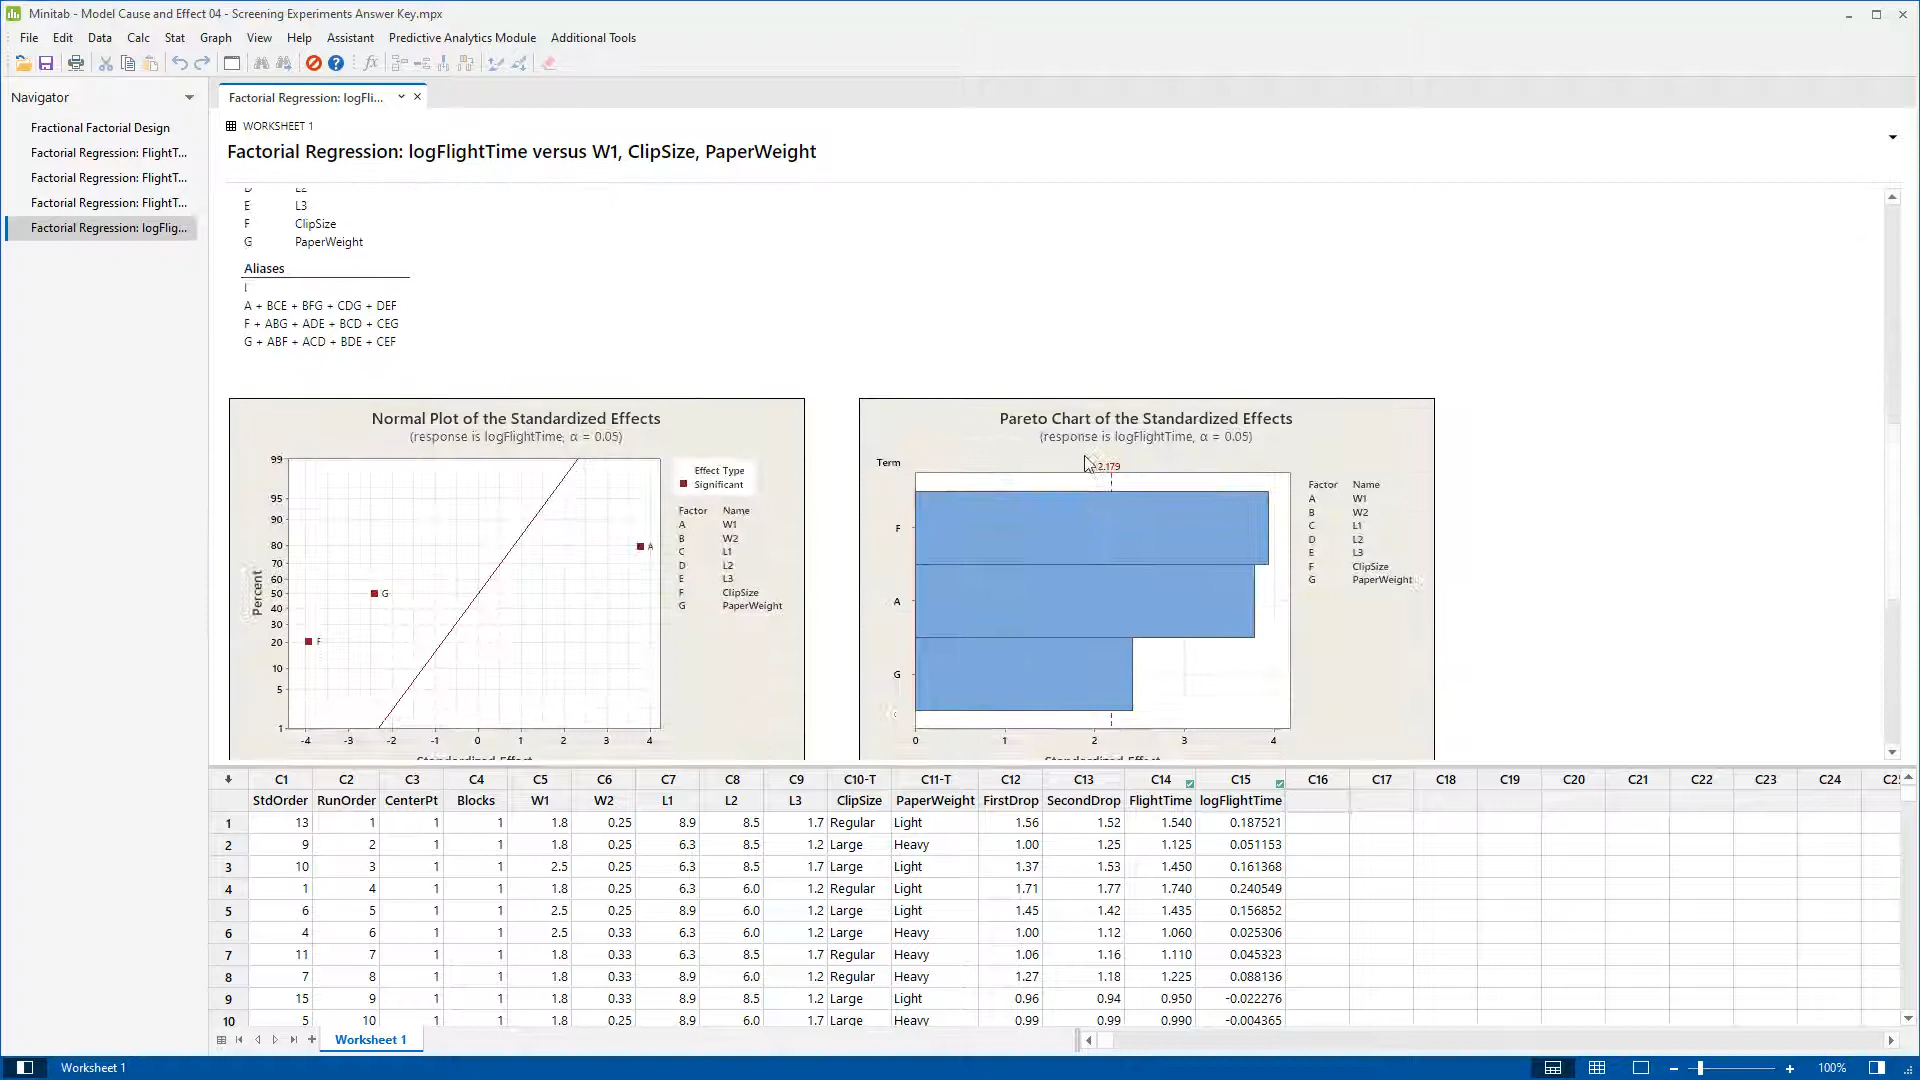 Minitab - Model Cause and Effect 04 - Screening Experiments Answer Key.mpx
File Edit Data Calc Stat Graph View Help Assistant Predictive Analytics Module Additional Tools
Navigator
Fractional Factorial Design
Factorial Regression: FlightT...
Factorial Regression: FlightT...
Factorial Regression: FlightT...
Factorial Regression: logFlig...
Factorial Regression: logFli...
WORKSHEET 1
Factorial Regression: logFlightTime versus W1, ClipSize, PaperWeight
D L2
E L3
F ClipSize
G PaperWeight
Aliases
I
A + BCE + BFG + CDG + DEF
F + ABG + ADE + BCD + CEG
G + ABF + ACD + BDE + CEF
Normal Plot of the Standardized Effects
(response is logFlightTime, α = 0.05)
Percent
99
95
90
80
70
60
50
40
30
20
10
5
1
A
G
F
-4 -3 -2 -1 0 1 2 3 4
Standardized Effect
Effect Type
Significant
Factor Name
A W1
B W2
C L1
D L2
E L3
F ClipSize
G PaperWeight
Pareto Chart of the Standardized Effects
(response is logFlightTime, α = 0.05)
Term
2.179
F
A
G
0 1 2 3 4
Standardized Effect
Factor Name
A W1
B W2
C L1
D L2
E L3
F ClipSize
G PaperWeight
C1 C2 C3 C4 C5 C6 C7 C8 C9 C10-T C11-T C12 C13 C14 C15 C16 C17 C18 C19 C20 C21 C22 C23 C24
StdOrder RunOrder CenterPt Blocks W1 W2 L1 L2 L3 ClipSize PaperWeight FirstDrop SecondDrop FlightTime logFlightTime
1 13 1 1 1 1.8 0.25 8.9 8.5 1.7 Regular Light 1.56 1.52 1.540 0.187521
2 9 2 1 1 1.8 0.25 6.3 8.5 1.2 Large Heavy 1.00 1.25 1.125 0.051153
3 10 3 1 1 2.5 0.25 6.3 8.5 1.7 Large Light 1.37 1.53 1.450 0.161368
4 1 4 1 1 1.8 0.25 6.3 6.0 1.2 Regular Light 1.71 1.77 1.740 0.240549
5 6 5 1 1 2.5 0.25 8.9 6.0 1.2 Large Light 1.45 1.42 1.435 0.156852
6 4 6 1 1 2.5 0.33 6.3 6.0 1.2 Large Heavy 1.00 1.12 1.060 0.025306
7 11 7 1 1 1.8 0.33 6.3 8.5 1.7 Regular Heavy 1.06 1.16 1.110 0.045323
8 7 8 1 1 1.8 0.33 8.9 6.0 1.2 Regular Heavy 1.27 1.18 1.225 0.088136
9 15 9 1 1 1.8 0.33 8.9 8.5 1.2 Large Light 0.96 0.94 0.950 -0.022276
10 5 10 1 1 1.8 0.25 8.9 6.0 1.7 Large Heavy 0.99 0.99 0.990 -0.004365
Worksheet 1
Worksheet 1
100%